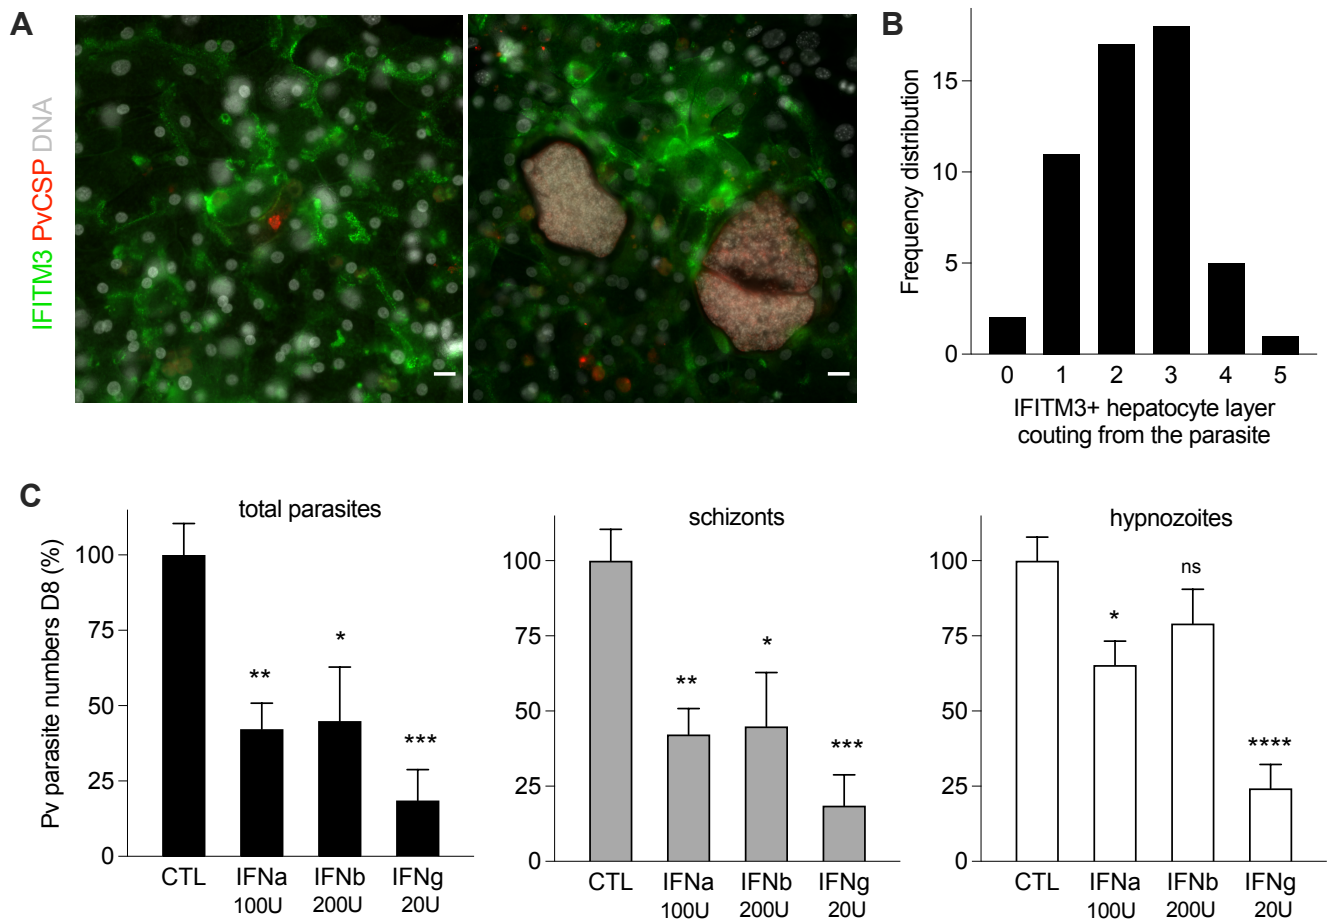 A
IFITM3 PvCSP DNA
B
Frequency distribution
15
10
5
0
0 1 2 3 4 5
IFITM3+ hepatocyte layer
couting from the parasite
C
Pv parasite numbers D8 (%)
total parasites
100
75
50
25
0
**
*
***
CTL IFNa IFNb IFNg
100U 200U 20U
schizonts
100
75
50
25
0
**
*
***
CTL IFNa IFNb IFNg
100U 200U 20U
hypnozoites
100
75
50
25
0
*
ns
****
CTL IFNa IFNb IFNg
100U 200U 20U